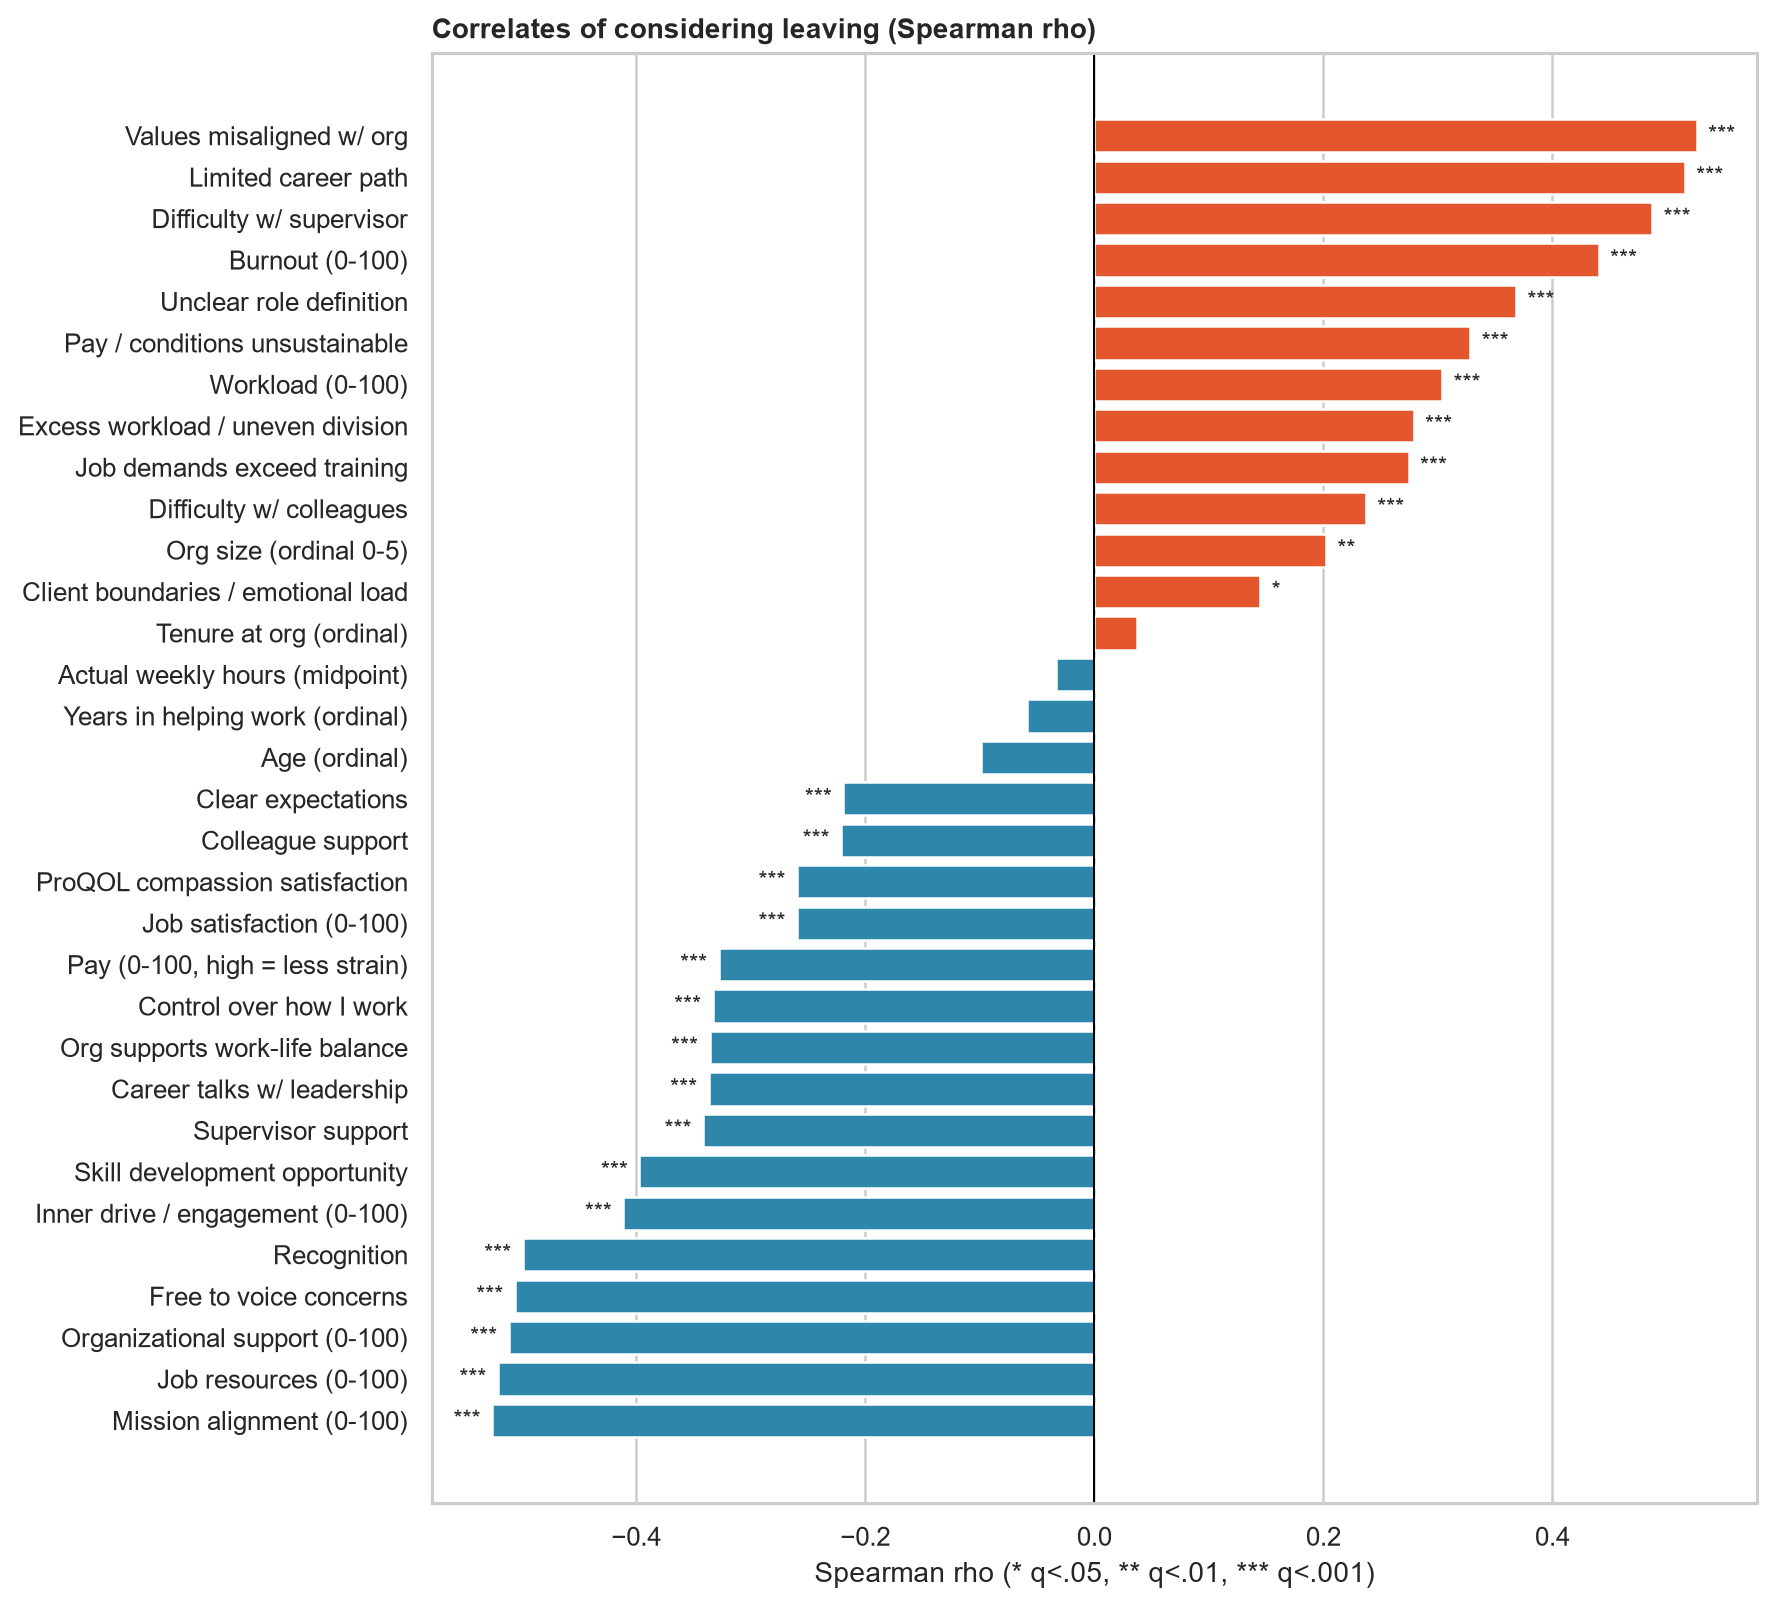 Correlates of considering leaving (Spearman rho)
Values misaligned w/ org ***
Limited career path ***
Difficulty w/ supervisor ***
Burnout (0-100) ***
Unclear role definition ***
Pay / conditions unsustainable ***
Workload (0-100) ***
Excess workload / uneven division ***
Job demands exceed training ***
Difficulty w/ colleagues ***
Org size (ordinal 0-5) **
Client boundaries / emotional load *
Tenure at org (ordinal)
Actual weekly hours (midpoint)
Years in helping work (ordinal)
Age (ordinal)
Clear expectations ***
Colleague support ***
ProQOL compassion satisfaction ***
Job satisfaction (0-100) ***
Pay (0-100, high = less strain) ***
Control over how I work ***
Org supports work-life balance ***
Career talks w/ leadership ***
Supervisor support ***
Skill development opportunity ***
Inner drive / engagement (0-100) ***
Recognition ***
Free to voice concerns ***
Organizational support (0-100) ***
Job resources (0-100) ***
Mission alignment (0-100) ***
−0.4 −0.2 0.0 0.2 0.4
Spearman rho (* q<.05, ** q<.01, *** q<.001)